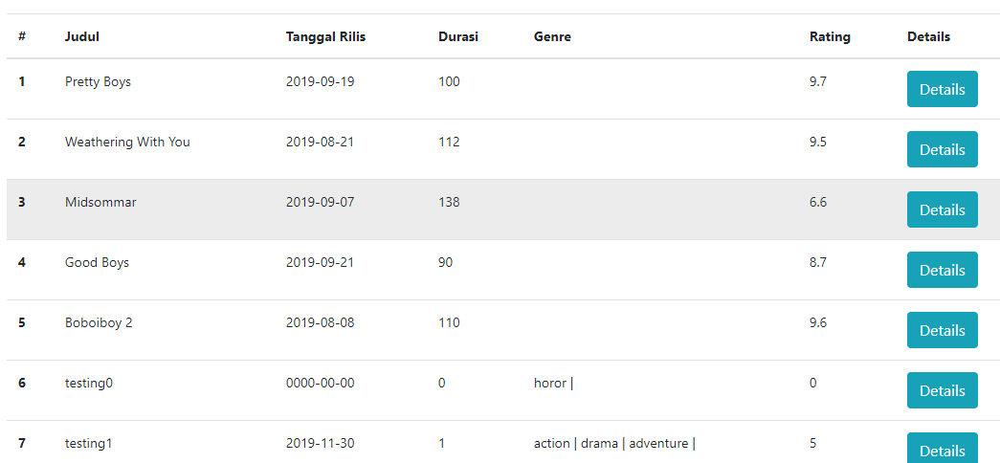 # Judul Tanggal Rilis Durasi Genre Rating Details
1 Pretty Boys 2019-09-19 100 9.7 Details
2 Weathering With You 2019-08-21 112 9.5 Details
3 Midsommar 2019-09-07 138 6.6 Details
4 Good Boys 2019-09-21 90 8.7 Details
5 Boboiboy 2 2019-08-08 110 9.6 Details
6 testing0 0000-00-00 0 horor | 0 Details
7 testing1 2019-11-30 1 action | drama | adventure | 5 Details